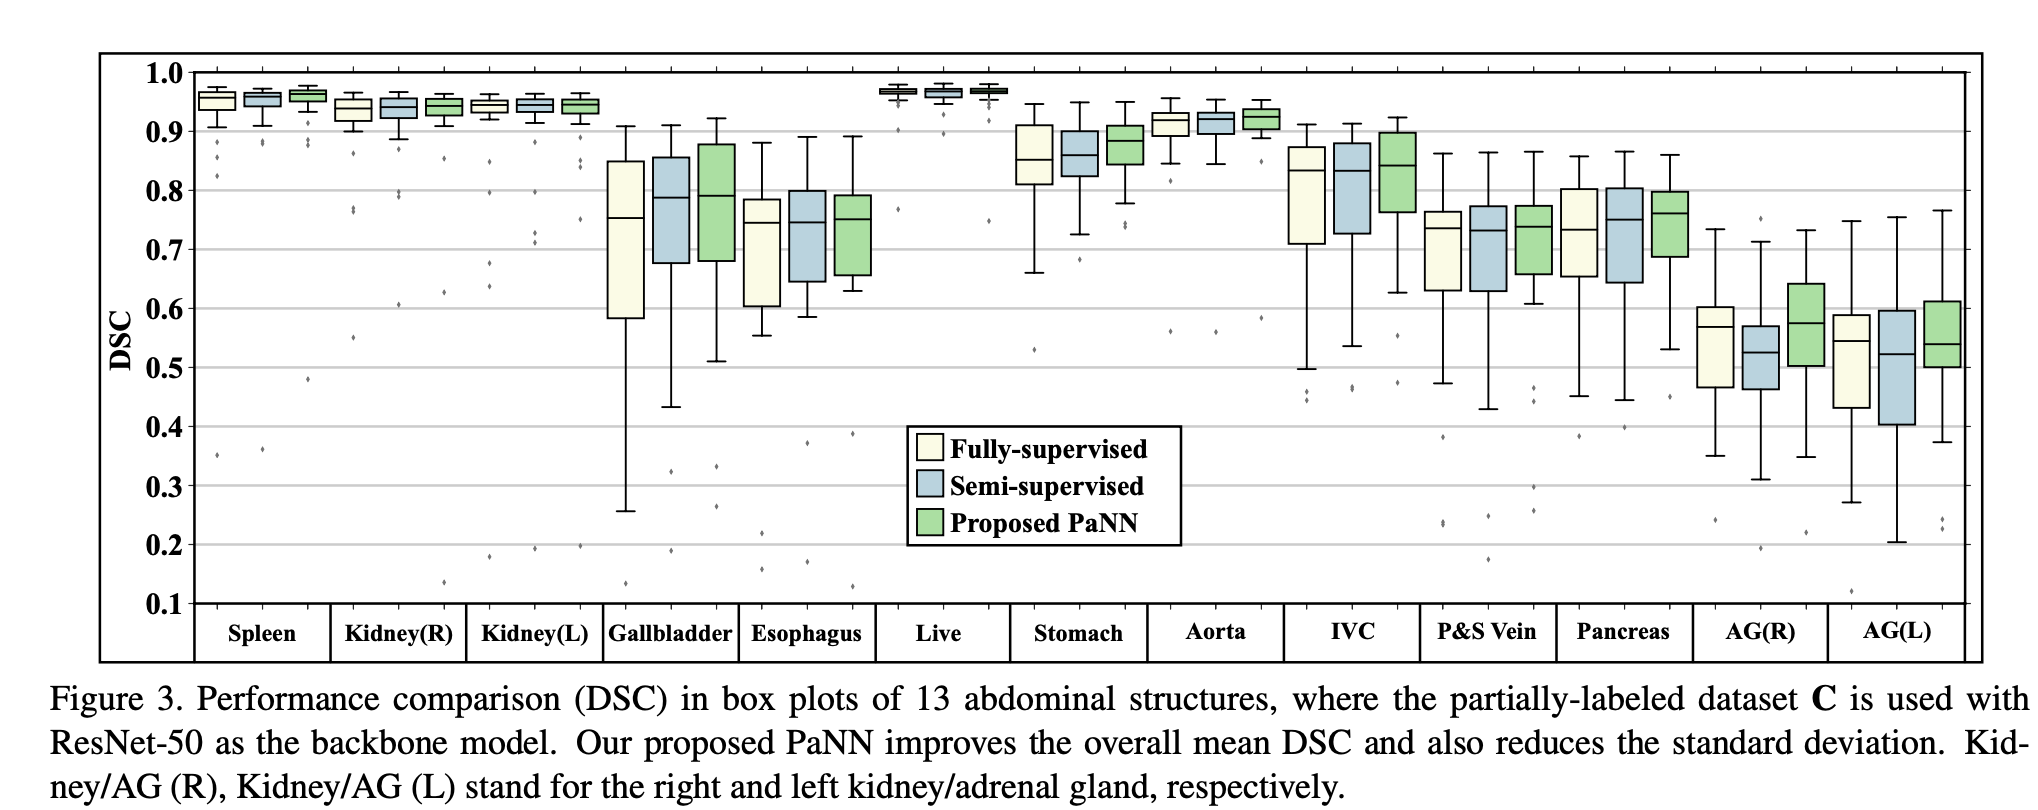 1.0
0.9
0.8
0.7
0.6
0.5
0.4
0.3
0.2
0.1
DSC
Fully-supervised
Semi-supervised
Proposed PaNN
Spleen Kidney(R) Kidney(L) Gallbladder Esophagus Live Stomach Aorta IVC P&S Vein Pancreas AG(R) AG(L)
Figure 3. Performance comparison (DSC) in box plots of 13 abdominal structures, where the partially-labeled dataset C is used with
ResNet-50 as the backbone model. Our proposed PaNN improves the overall mean DSC and also reduces the standard deviation. Kid-
ney/AG (R), Kidney/AG (L) stand for the right and left kidney/adrenal gland, respectively.